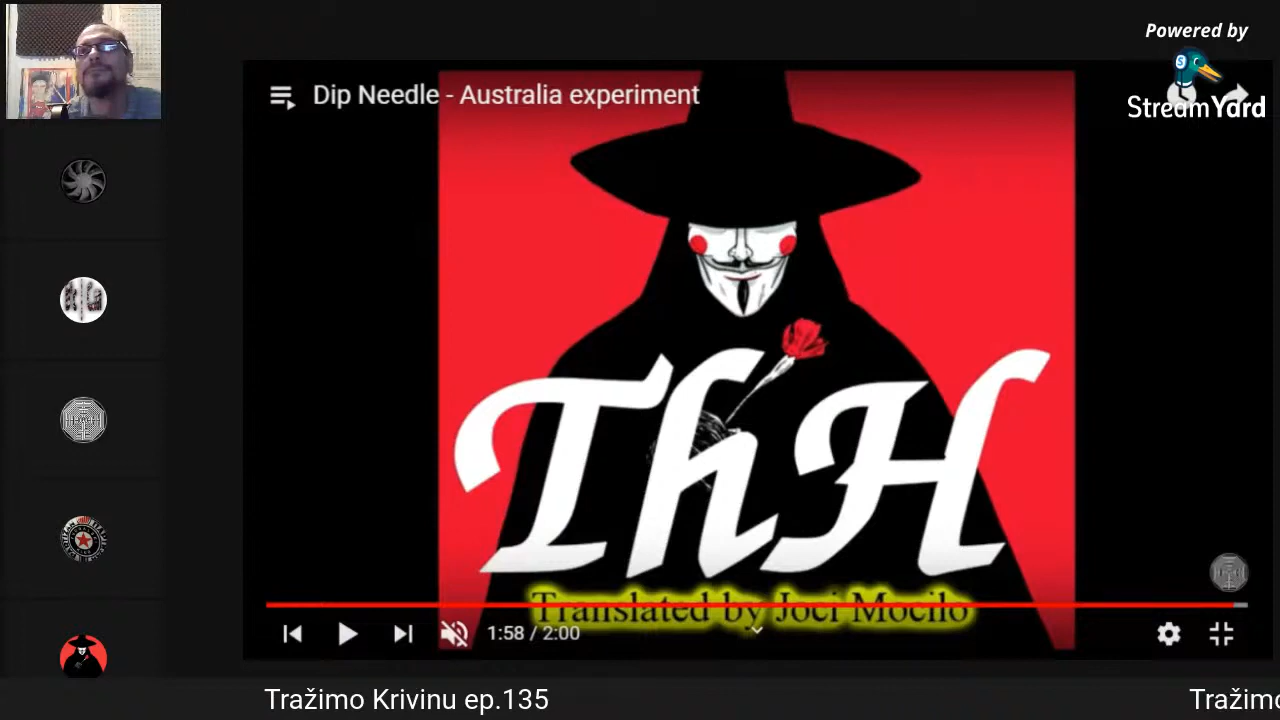 Powered by
StreamYard
Dip Needle - Australia experiment
ThH
Translated by Joci Mocilo
1:58 / 2:00
Tražimo Krivinu ep.135
Tražimo